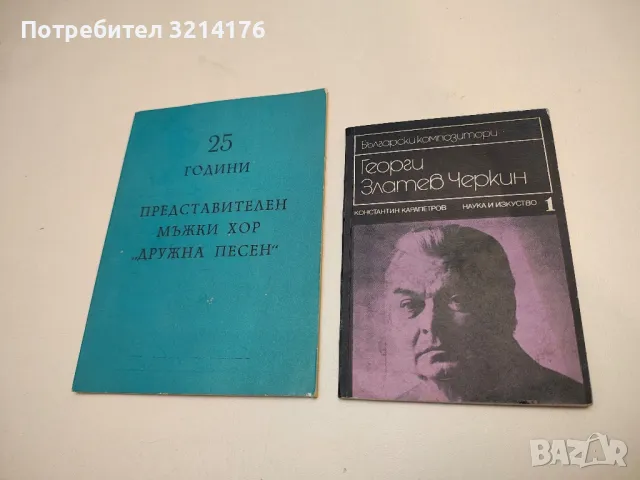 Потребител 3214176
25
ГОДИНИ
ПРЕДСТАВИТЕЛЕН
МЪЖКИ ХОР
„ДРУЖНА ПЕСЕН“
Български композитори
Георги
Златев Черкин
КОНСТАНТИН КАРАПЕТРОВ НАУКА И ИЗКУСТВО 1
BAZAR